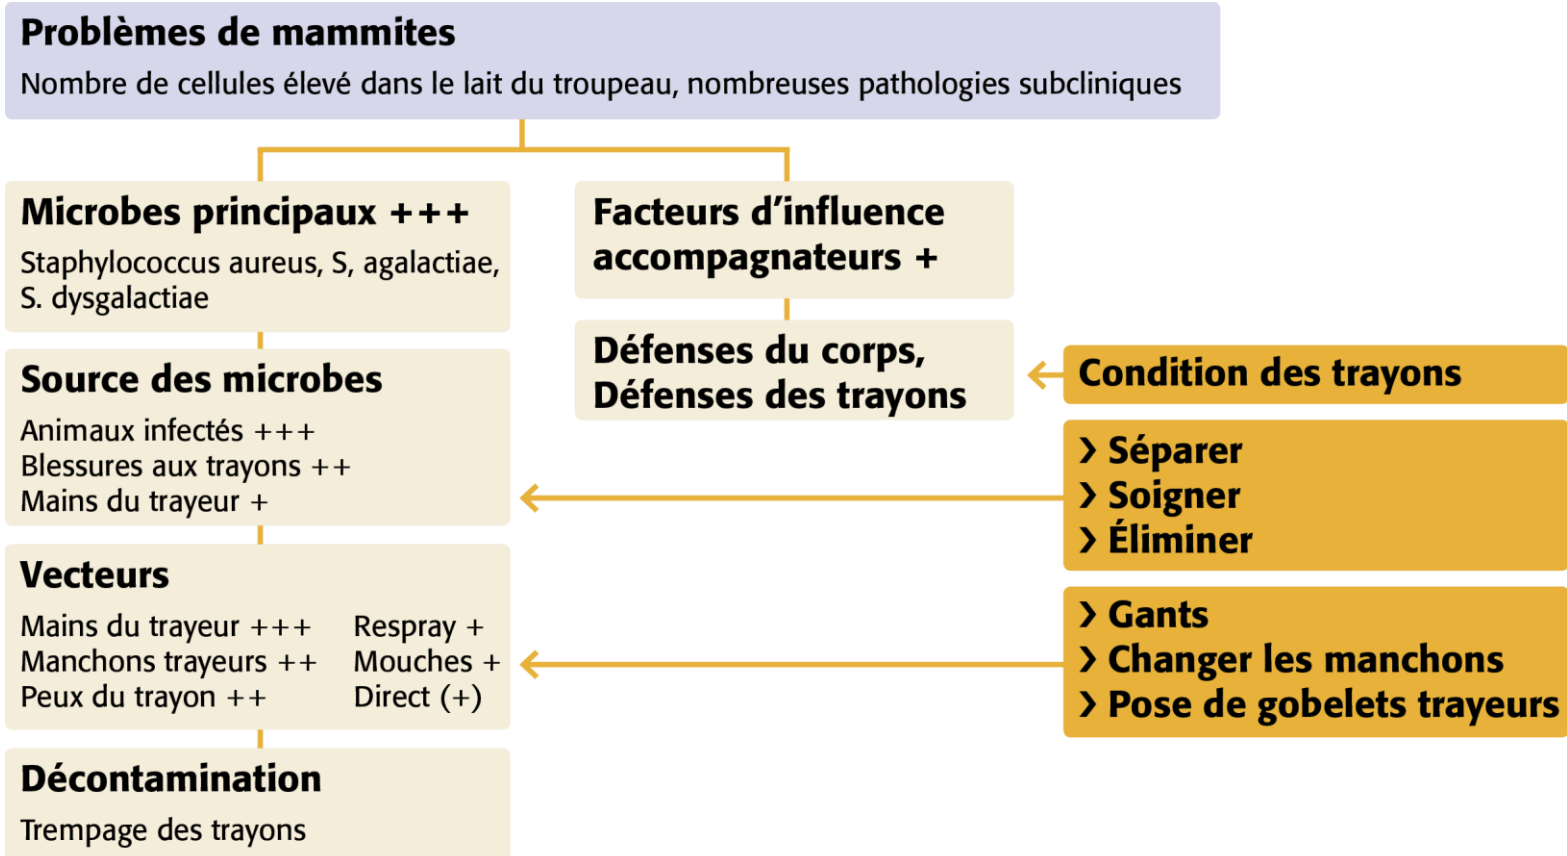 Problèmes de mammites
Nombre de cellules élevé dans le lait du troupeau, nombreuses pathologies subcliniques
Microbes principaux +++
Staphylococcus aureus, S, agalactiae,
S. dysgalactiae
Facteurs d’influence
accompagnateurs +
Source des microbes
Animaux infectés +++
Blessures aux trayons ++
Mains du trayeur +
Défenses du corps,
Défenses des trayons
Condition des trayons
› Séparer
› Soigner
› Éliminer
Vecteurs
Mains du trayeur +++ Respray +
Manchons trayeurs ++ Mouches +
Peux du trayon ++ Direct (+)
› Gants
› Changer les manchons
› Pose de gobelets trayeurs
Décontamination
Trempage des trayons